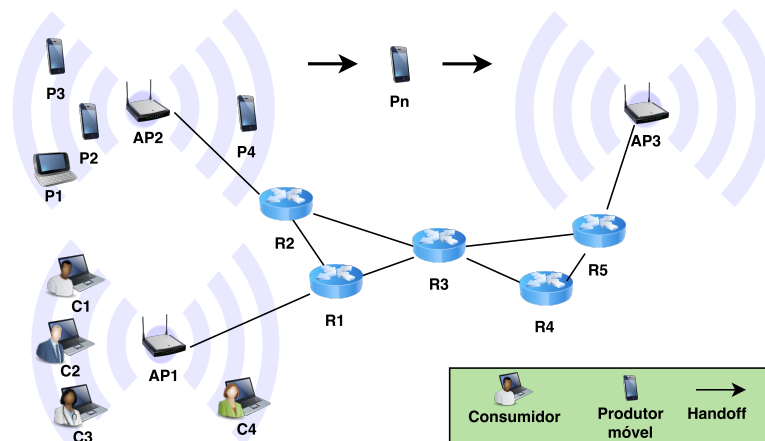 P3
Pn
P2
AP2
P4
AP3
P1
R2
R3
R5
C1
R1
R4
C2
AP1
C3
C4
Consumidor
Produtor
móvel
Handoff